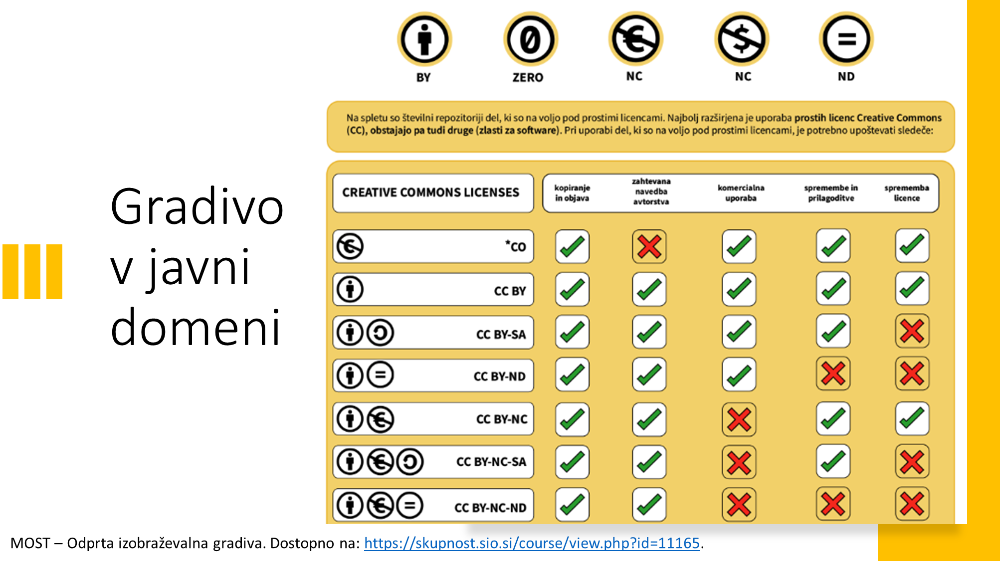 BY
ZERO
NC
NC
ND
Na spletu so številni repozitoriji del, ki so na voljo pod prostimi licencami. Najbolj razširjena je uporaba prostih licenc Creative Commons
(CC), obstajajo pa tudi druge (zlasti za software). Pri uporabi del, ki so na voljo pod prostimi licencami, je potrebno upoštevati sledeče:
Gradivo
v javni
domeni
CREATIVE COMMONS LICENSES
kopiranje
in objava
zahtevana
navedba
avtorstva
komercialna
uporaba
spremembe in
prilagoditve
sprememba
licence
*CO
CC BY
CC BY-SA
CC BY-ND
CC BY-NC
CC BY-NC-SA
CC BY-NC-ND
MOST – Odprta izobraževalna gradiva. Dostopno na: https://skupnost.sio.si/course/view.php?id=11165.